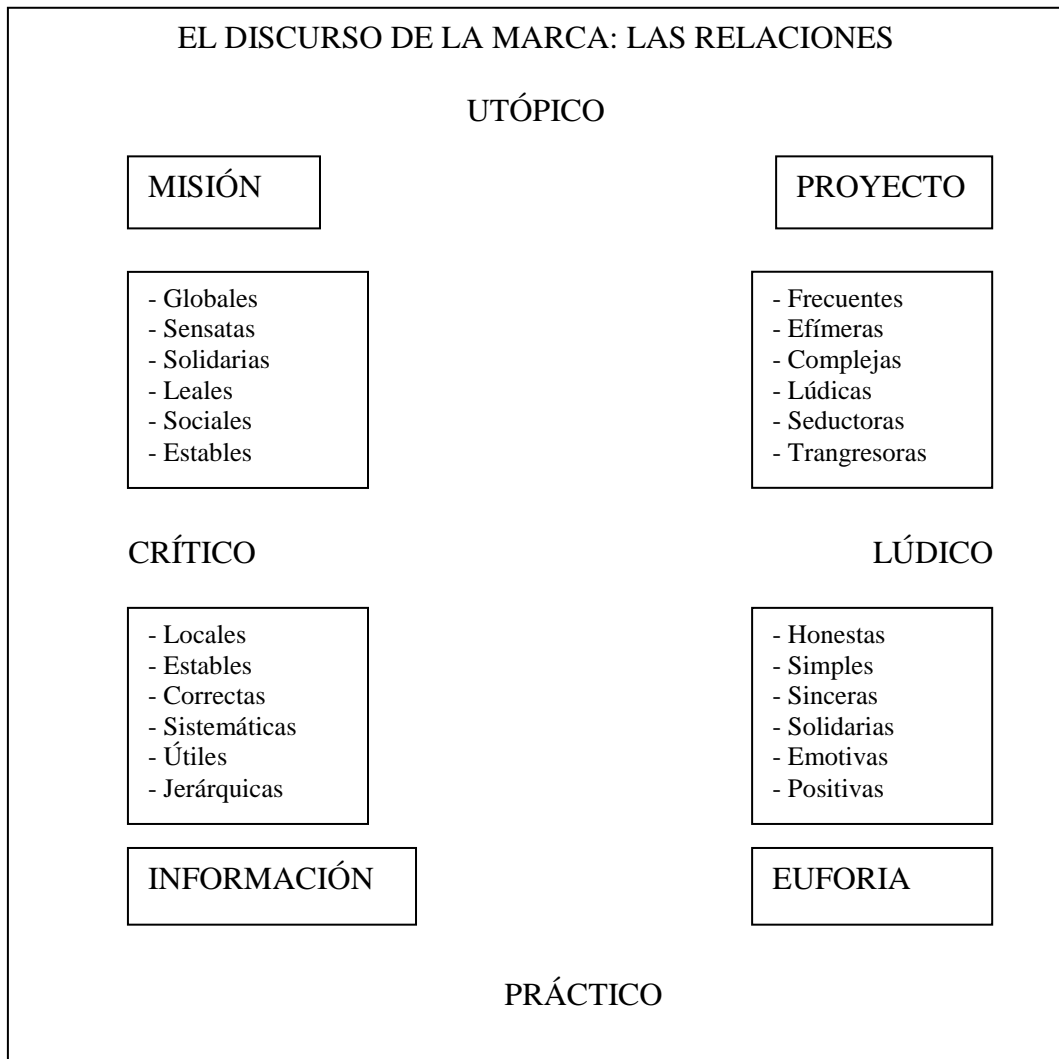 EL DISCURSO DE LA MARCA: LAS RELACIONES
UTÓPICO
MISIÓN
PROYECTO
- Globales
- Sensatas
- Solidarias
- Leales
- Sociales
- Estables
- Frecuentes
- Efímeras
- Complejas
- Lúdicas
- Seductoras
- Trangresoras
CRÍTICO
LÚDICO
- Locales
- Estables
- Correctas
- Sistemáticas
- Útiles
- Jerárquicas
- Honestas
- Simples
- Sinceras
- Solidarias
- Emotivas
- Positivas
INFORMACIÓN
EUFORIA
PRÁCTICO